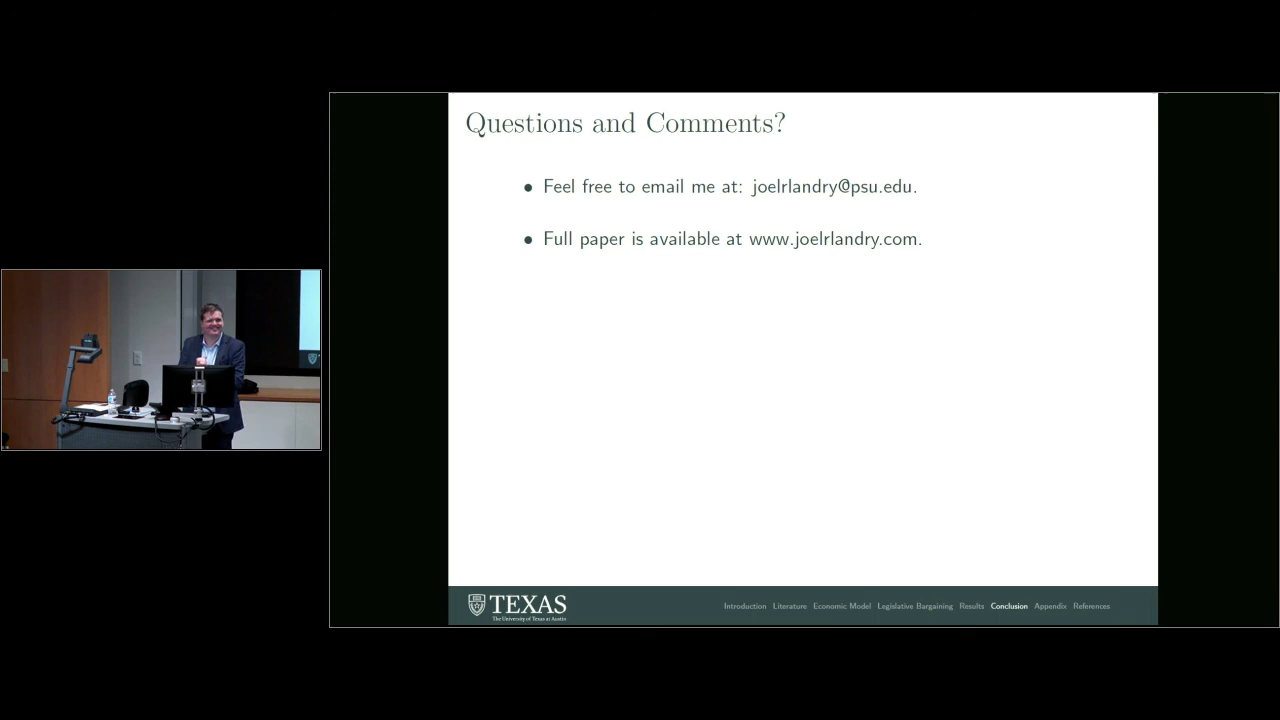 Questions and Comments?
• Feel free to email me at: joelrlandry@psu.edu.
• Full paper is available at www.joelrlandry.com.
TEXAS
The University of Texas at Austin
Introduction Literature Economic Model Legislative Bargaining Results Conclusion Appendix References